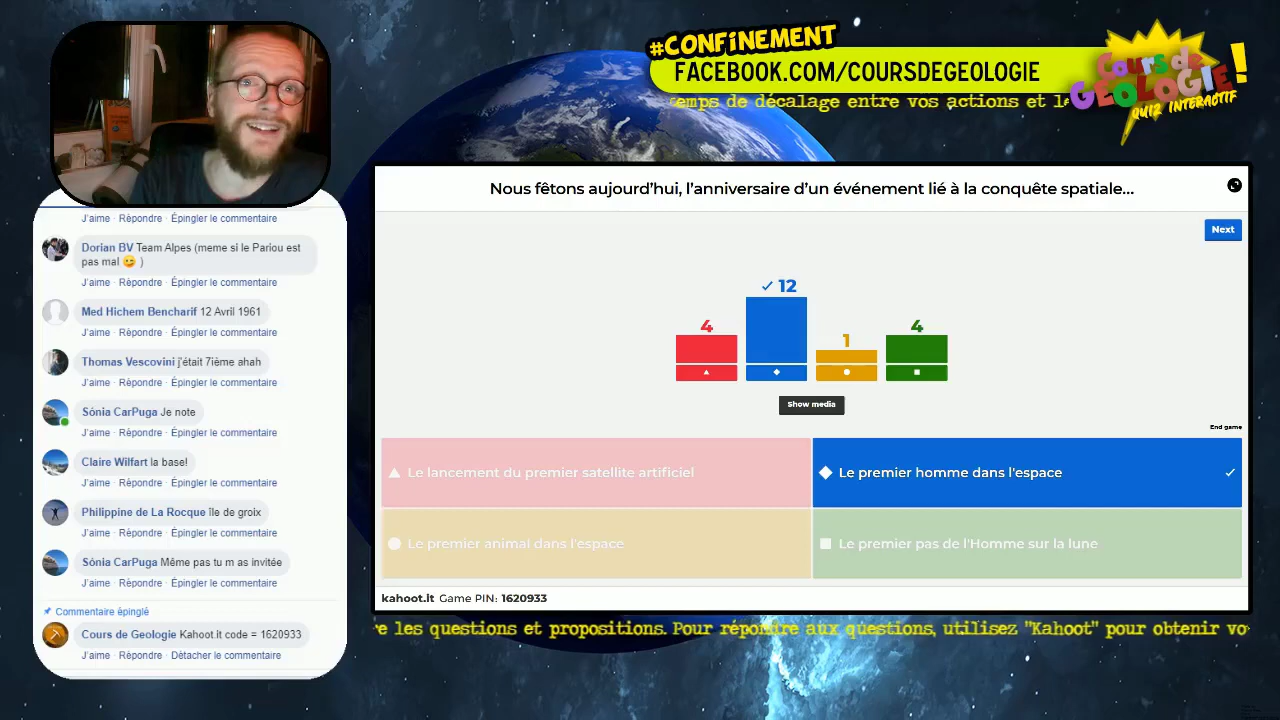 #CONFINEMENT
FACEBOOK.COM/COURSDEGEOLOGIE
Cours de
GEOLOGIE!
QUIZ INTERACTIF
temps de décalage entre vos actions et
J'aime · Répondre · Épingler le commentaire
Dorian BV Team Alpes (meme si le Pariou est
pas mal 😉 )
J'aime · Répondre · Épingler le commentaire
Med Hichem Bencharif 12 Avril 1961
J'aime · Répondre · Épingler le commentaire
Thomas Vescovini j'était 7ième ahah
J'aime · Répondre · Épingler le commentaire
Sónia CarPuga Je note
J'aime · Répondre · Épingler le commentaire
Claire Wilfart la base!
J'aime · Répondre · Épingler le commentaire
Philippine de La Rocque île de groix
J'aime · Répondre · Épingler le commentaire
Sónia CarPuga Même pas tu m as invitée
J'aime · Répondre · Épingler le commentaire
Commentaire épinglé
Cours de Geologie Kahoot.it code = 1620933
J'aime · Répondre · Détacher le commentaire
Nous fêtons aujourd'hui, l'anniversaire d'un événement lié à la conquête spatiale...
Next
4
12
1
4
Show media
End game
Le lancement du premier satellite artificiel
Le premier homme dans l'espace
Le premier animal dans l'espace
Le premier pas de l'Homme sur la lune
kahoot.it Game PIN: 1620933
re les questions et propositions. Pour répondre aux questions, utilisez "Kahoot" pour obtenir vo